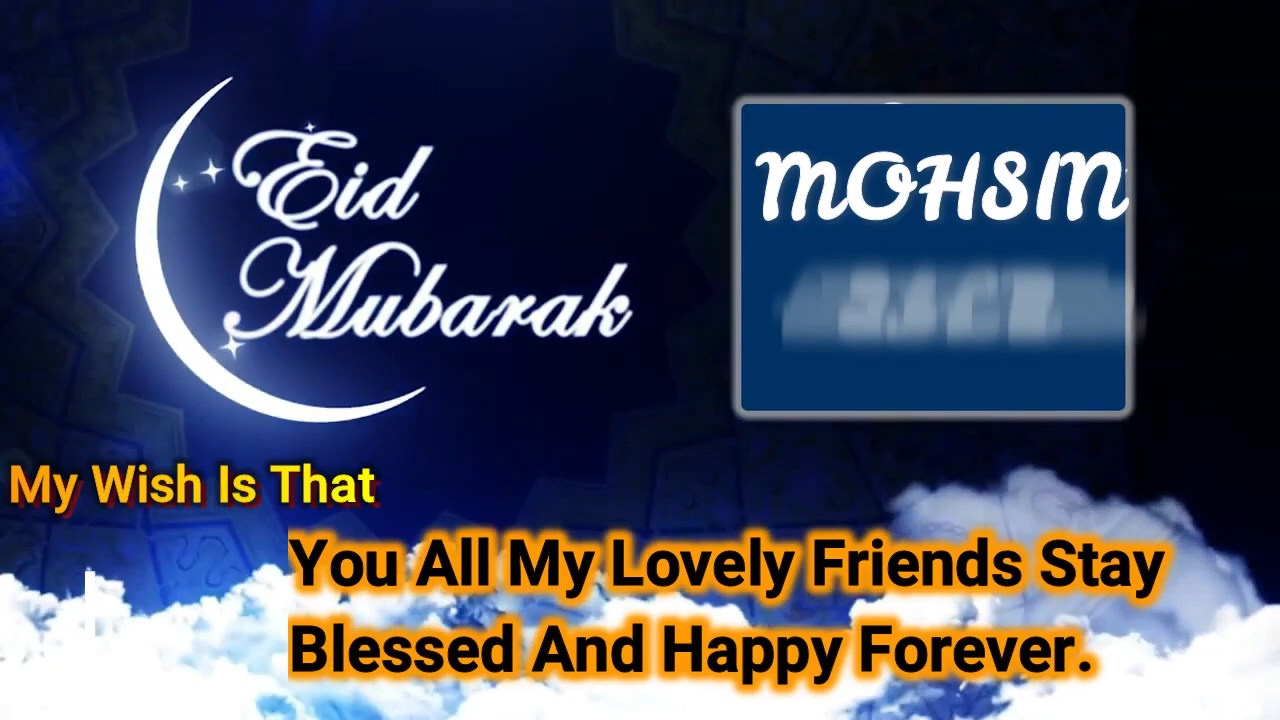 Eid
Mubarak
MOHSIN
My Wish Is That
You All My Lovely Friends Stay
Blessed And Happy Forever.